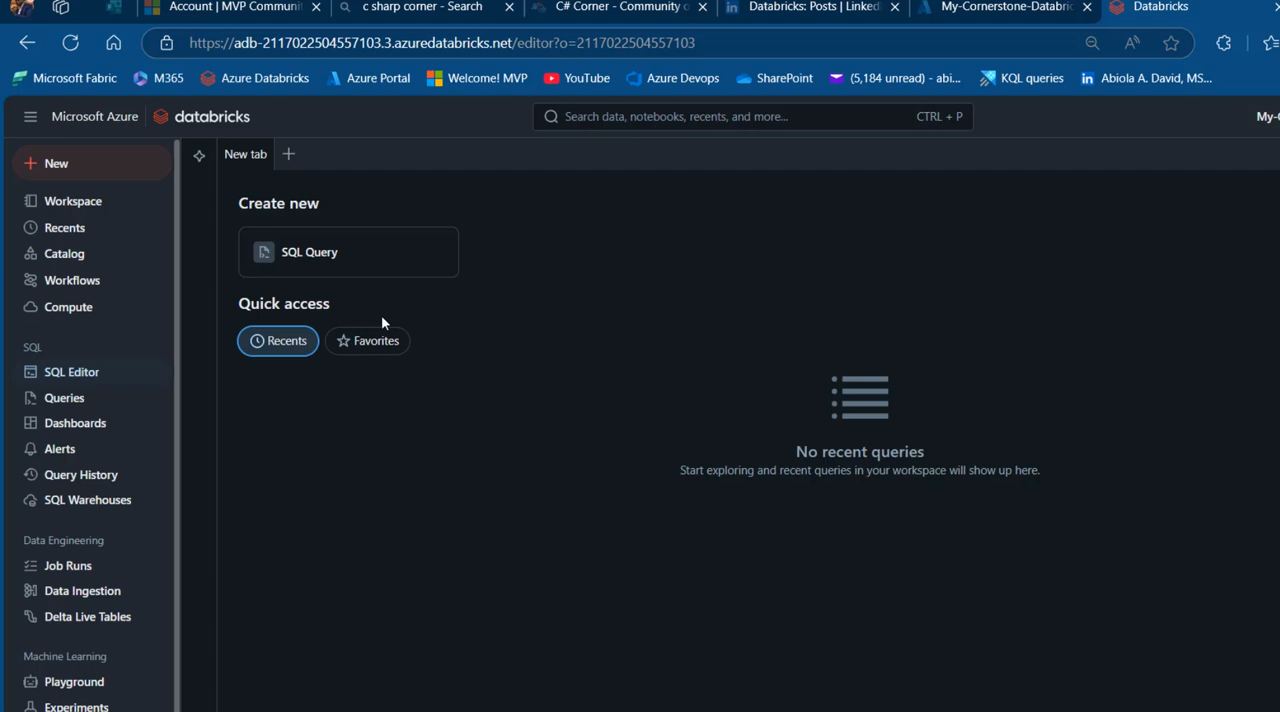 Account | MVP Communi
c sharp corner - Search
C# Corner - Community o
Databricks: Posts | Linked
My-Cornerstone-Databric
Databricks
https://adb-2117022504557103.3.azuredatabricks.net/editor?o=2117022504557103
Microsoft Fabric
M365
Azure Databricks
Azure Portal
Welcome! MVP
YouTube
Azure Devops
SharePoint
(5,184 unread) - abi...
KQL queries
Abiola A. David, MS...
Microsoft Azure
databricks
Search data, notebooks, recents, and more...
CTRL + P
My-
New
Workspace
Recents
Catalog
Workflows
Compute
SQL
SQL Editor
Queries
Dashboards
Alerts
Query History
SQL Warehouses
Data Engineering
Job Runs
Data Ingestion
Delta Live Tables
Machine Learning
Playground
Experiments
New tab
Create new
SQL Query
Quick access
Recents
Favorites
No recent queries
Start exploring and recent queries in your workspace will show up here.